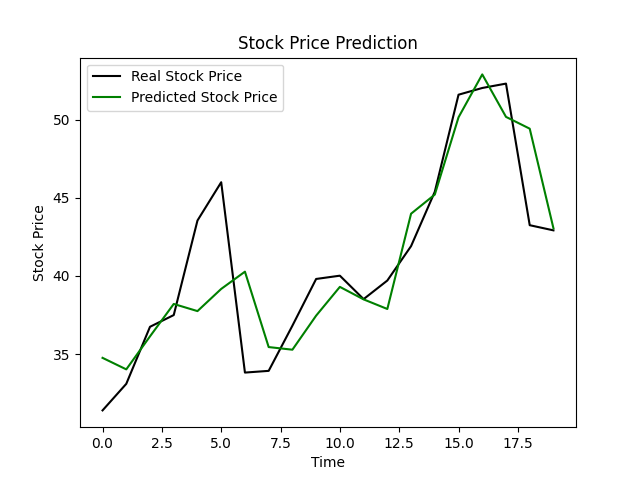 Stock Price Prediction
Real Stock Price
Predicted Stock Price
50
45
40
35
Stock Price
0.0 2.5 5.0 7.5 10.0 12.5 15.0 17.5
Time